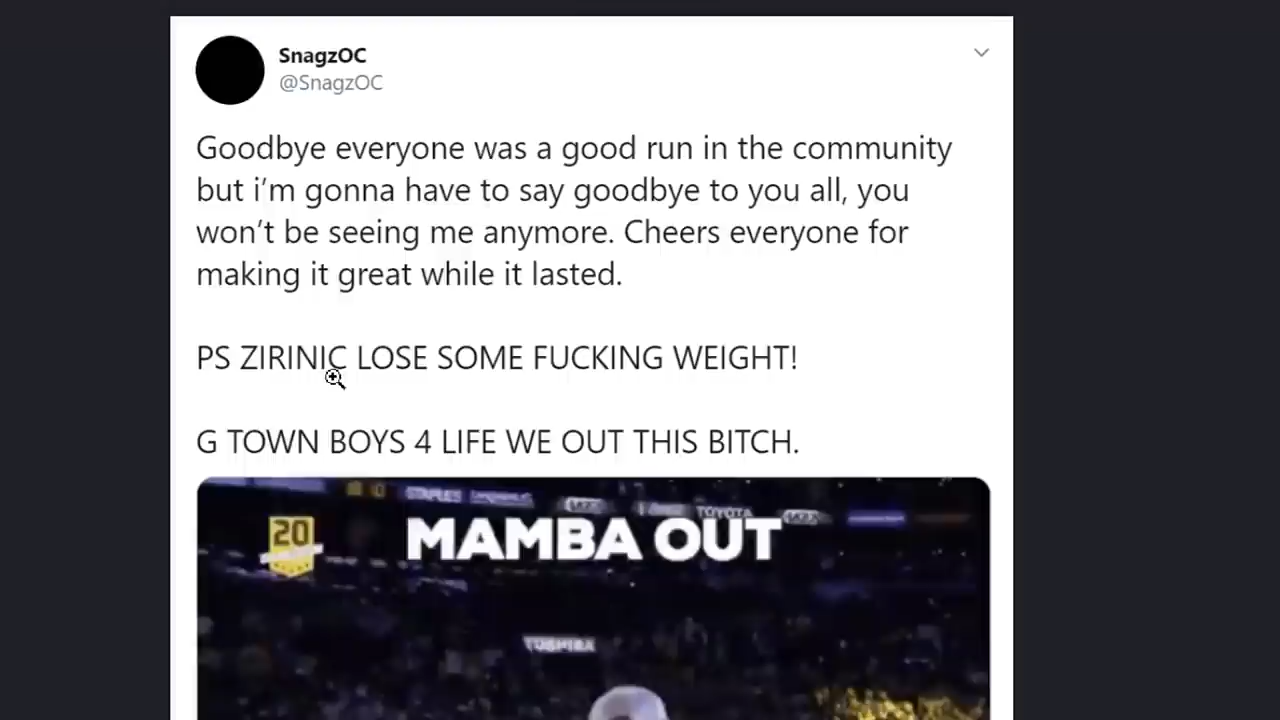 SnagzOC
@SnagzOC
Goodbye everyone was a good run in the community
but i’m gonna have to say goodbye to you all, you
won’t be seeing me anymore. Cheers everyone for
making it great while it lasted.
PS ZIRINIC LOSE SOME FUCKING WEIGHT!
G TOWN BOYS 4 LIFE WE OUT THIS BITCH.
STAPLES
TOYOTA
20
MAMBA OUT
TOSHIBA